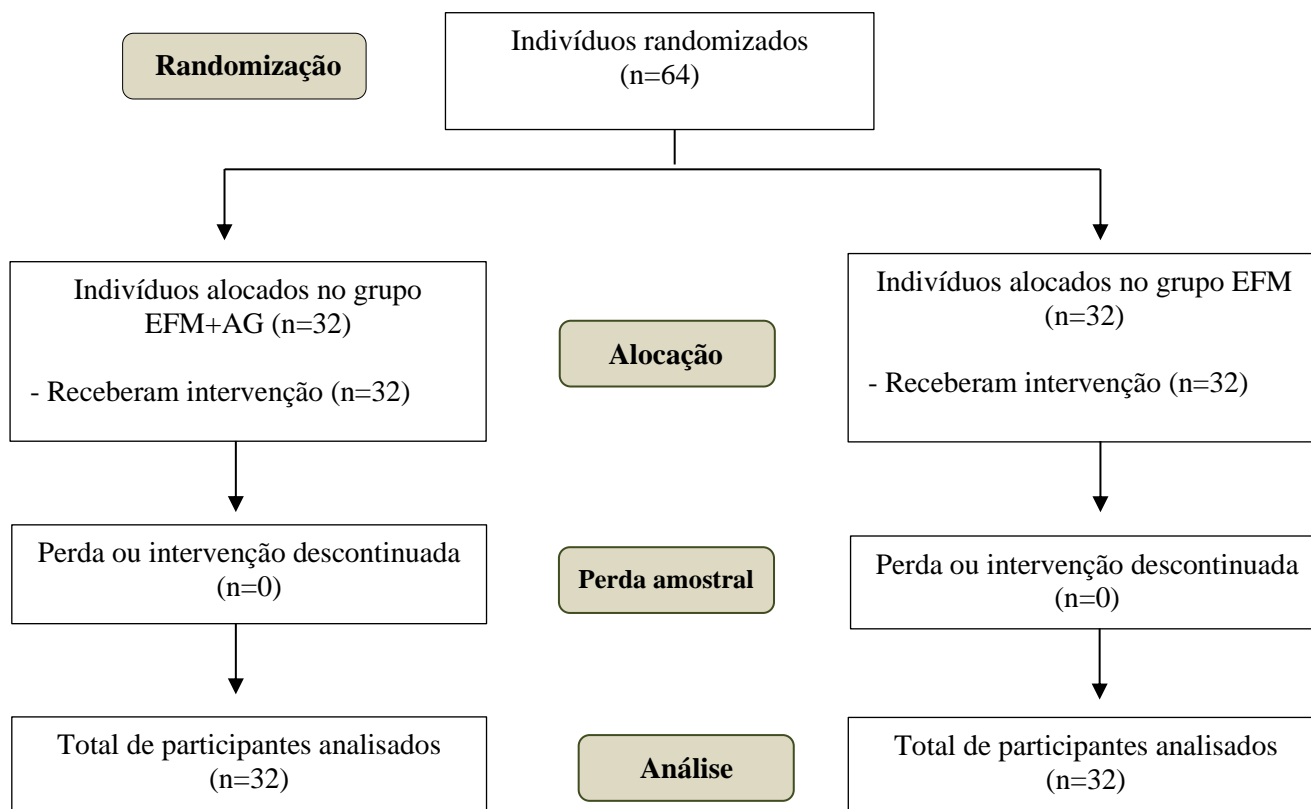 Randomização
Indivíduos randomizados
(n=64)
Indivíduos alocados no grupo
EFM+AG (n=32)
- Receberam intervenção (n=32)
Alocação
Indivíduos alocados no grupo EFM
(n=32)
- Receberam intervenção (n=32)
Perda ou intervenção descontinuada
(n=0)
Perda amostral
Perda ou intervenção descontinuada
(n=0)
Total de participantes analisados
(n=32)
Análise
Total de participantes analisados
(n=32)